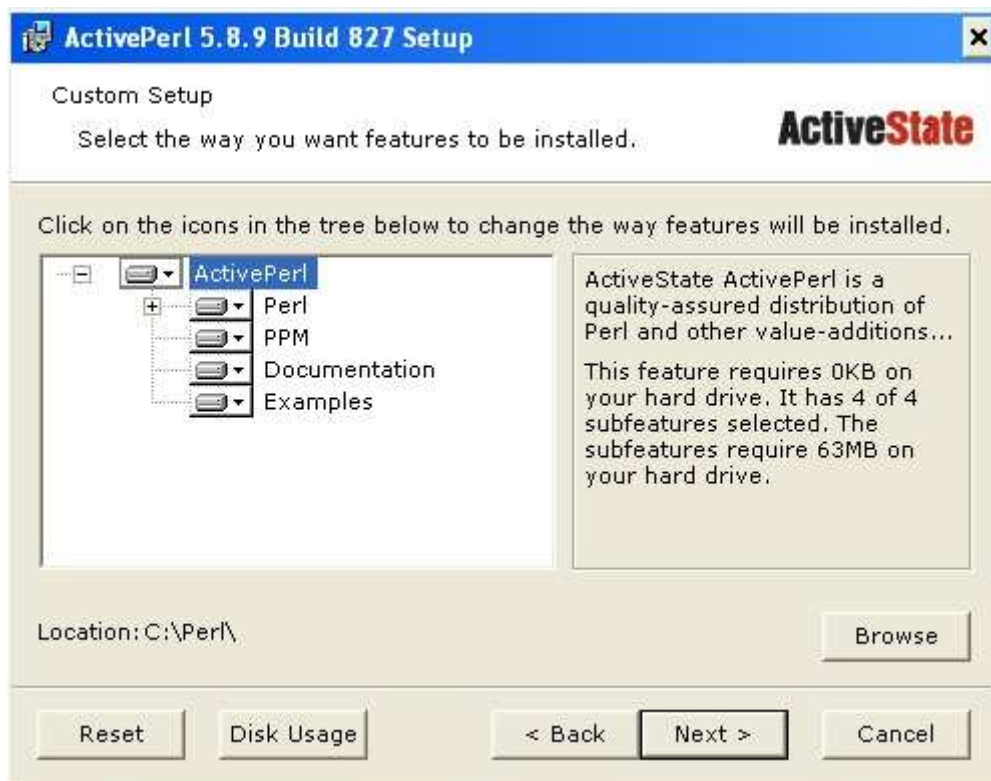 ActivePerl 5.8.9 Build 827 Setup
Custom Setup
Select the way you want features to be installed.
ActiveState
Click on the icons in the tree below to change the way features will be installed.
ActivePerl
Perl
PPM
Documentation
Examples
ActiveState ActivePerl is a
quality-assured distribution of
Perl and other value-additions...
This feature requires 0KB on
your hard drive. It has 4 of 4
subfeatures selected. The
subfeatures require 63MB on
your hard drive.
Location: C:\Perl\
Browse
Reset
Disk Usage
< Back
Next >
Cancel